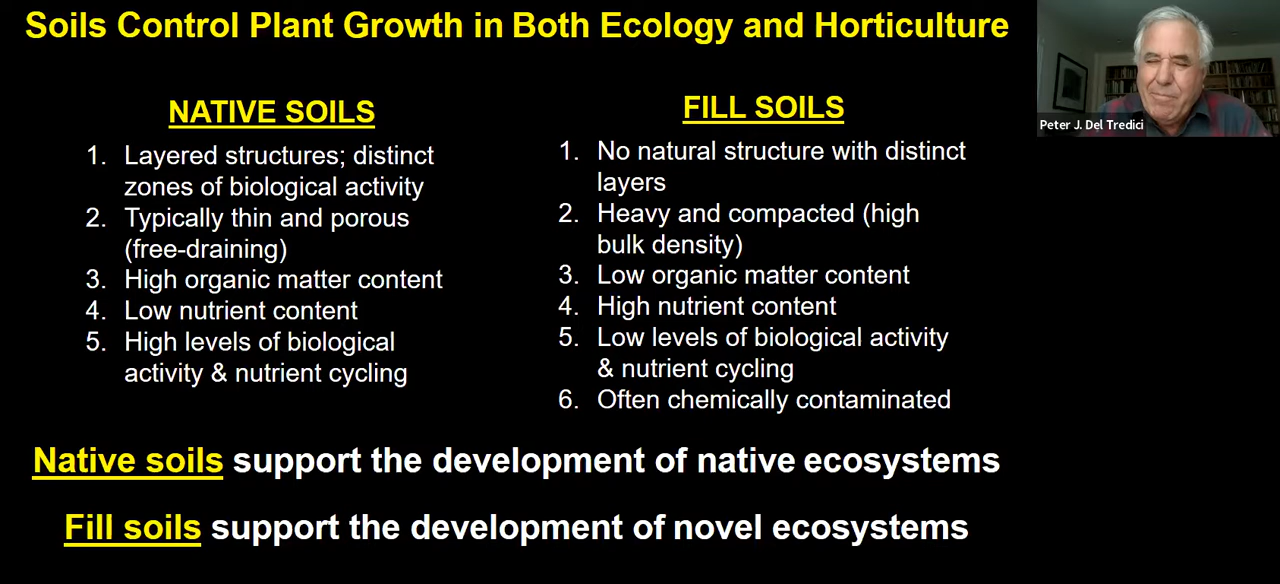 Soils Control Plant Growth in Both Ecology and Horticulture
Peter J. Del Tredici
NATIVE SOILS
1. Layered structures; distinct
zones of biological activity
2. Typically thin and porous
(free-draining)
3. High organic matter content
4. Low nutrient content
5. High levels of biological
activity & nutrient cycling
FILL SOILS
1. No natural structure with distinct
layers
2. Heavy and compacted (high
bulk density)
3. Low organic matter content
4. High nutrient content
5. Low levels of biological activity
& nutrient cycling
6. Often chemically contaminated
Native soils support the development of native ecosystems
Fill soils support the development of novel ecosystems